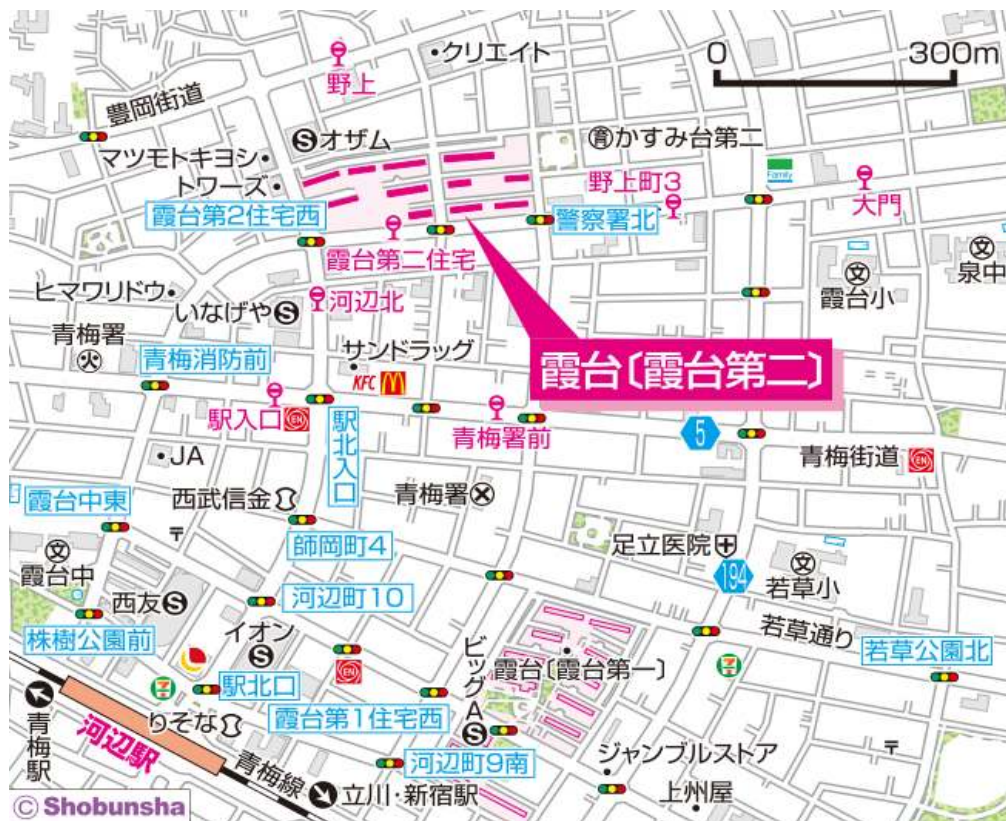 クリエイト
0 300m
野上
豊岡街道
オザム
かすみ台第二
マツモトキヨシ
トワーズ
野上町3
Family
大門
霞台第2住宅西
警察署北
霞台第二住宅
泉中
霞台小
ヒマワリドウ
いなげや
河辺北
青梅署
サンドラッグ
霞台〔霞台第二〕
青梅消防前
KFC
駅入口
駅北入口
青梅署前
5
青梅街道
JA
霞台中東
西武信金
青梅署
師岡町4
足立医院
霞台中
194
若草小
西友
河辺町10
若草通り
株樹公園前
イオン
ビッグA
霞台〔霞台第一〕
若草公園北
駅北口
霞台第1住宅西
りそな
河辺駅
青梅駅
河辺町9南
ジャンブルストア
青梅線
立川・新宿駅
上州屋
© Shobunsha